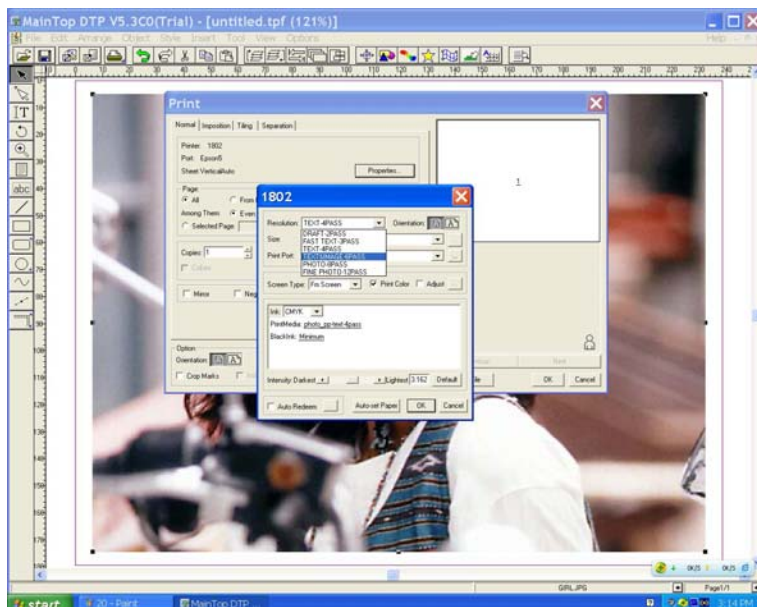 MainTop DTP V5.3C0(Trial) - [untitled.tpf (121%)]
File Edit Arrange Object Style Insert Tool View Options Help
Print
Normal Imposition Tiling Separation
Printer: 1802
Port: Epson5
Sheet VerticalAuto
Properties...
Page
All From
Among Them: Even
Selected Page:
Copies: 1
Mirror Neg
Option
Orientation:
Crop Marks
OK Cancel
1
1802
Resolution: TEXT-4PASS Orientation:
DRAFT-2PASS
FAST TEXT-3PASS
TEXT-4PASS
TEXT&IMAGE-6PASS
PHOTO-8PASS
FINE PHOTO-12PASS
Size
Print Port:
Screen Type: Fm Screen Print Color Adjust
Ink: CMYK
PrintMedia: photo_pp-text-4pass
BlackInk: Minimum
Intensity: Darkest Lightest 3.162 Default
Auto Redeem Auto-set Paper OK Cancel
GIRL.JPG Page1/1
start 20 - Paint MainTop DTP 3:14 PM